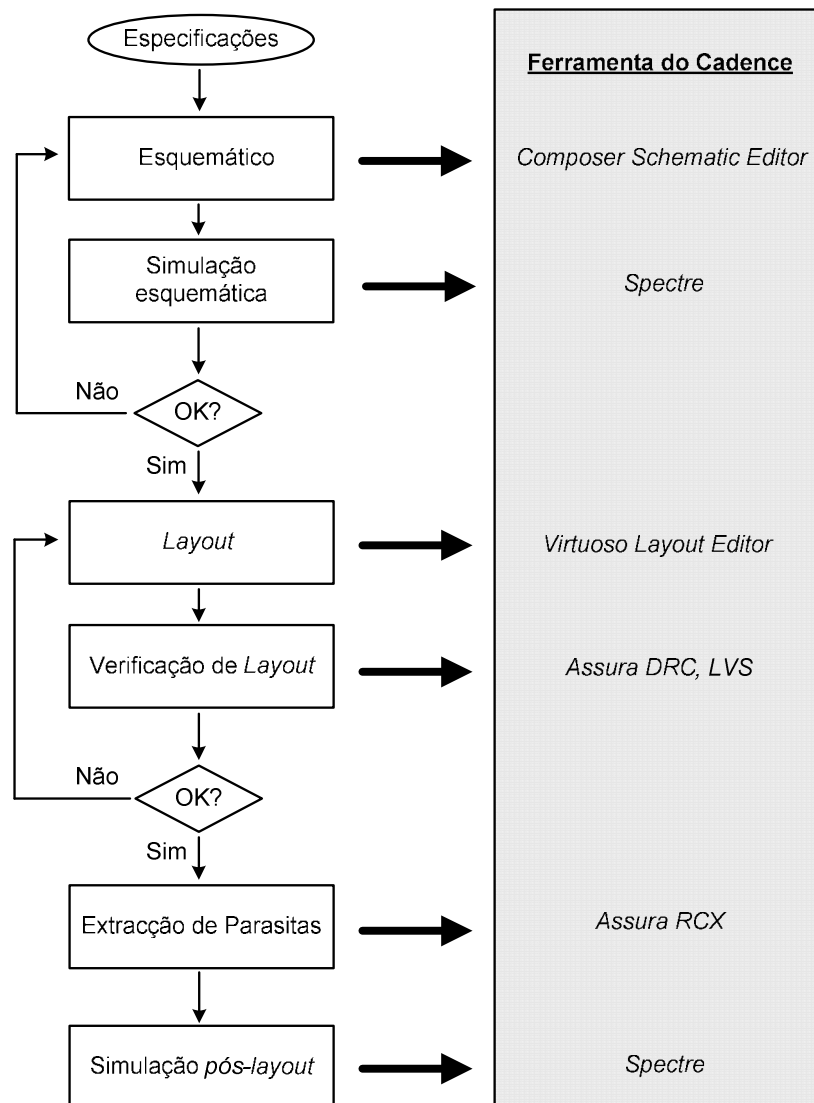 Especificações
Ferramenta do Cadence
Esquemático
Composer Schematic Editor
Simulação
esquemática
Spectre
Não
OK?
Sim
Layout
Virtuoso Layout Editor
Verificação de Layout
Assura DRC, LVS
Não
OK?
Sim
Extracção de Parasitas
Assura RCX
Simulação pós-layout
Spectre